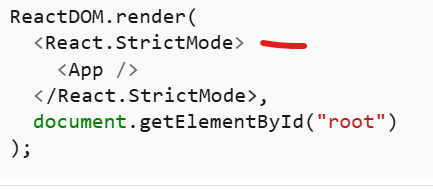 ReactDOM.render(
  <React.StrictMode>
    <App />
  </React.StrictMode>,
  document.getElementById("root")
);